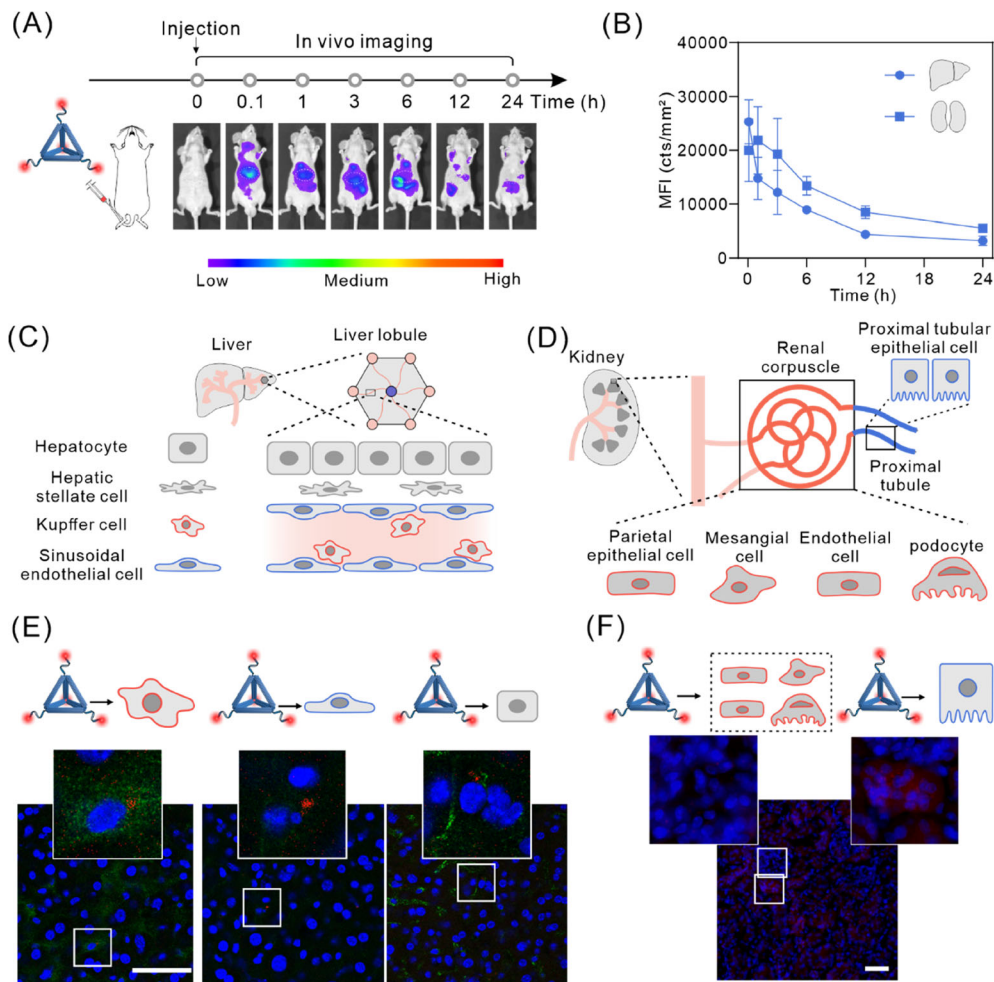 (A)
Injection
In vivo imaging
0 0.1 1 3 6 12 24 Time (h)
Low Medium High
(B)
40000
30000
20000
10000
0
MFI (cts/mm²)
0 6 12 18 24
Time (h)
(C)
Liver
Liver lobule
Hepatocyte
Hepatic
stellate cell
Kupffer cell
Sinusoidal
endothelial cell
(D)
Kidney
Renal
corpuscle
Proximal tubular
epithelial cell
Proximal
tubule
Parietal
epithelial cell
Mesangial
cell
Endothelial
cell
podocyte
(E)
(F)